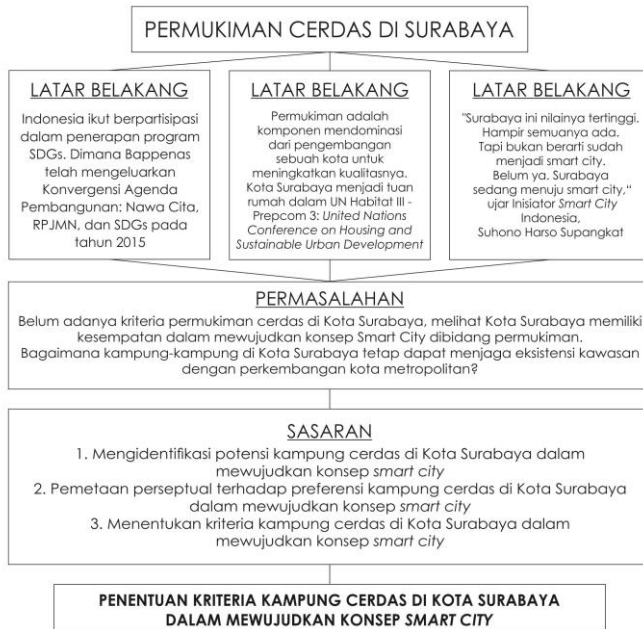 PERMUKIMAN CERDAS DI SURABAYA
LATAR BELAKANG
Indonesia ikut berpartisipasi
dalam penerapan program
SDGs. Dimana Bappenas
telah mengeluarkan
Konvergensi Agenda
Pembangunan: Nawa Cita,
RPJMN, dan SDGs pada
tahun 2015
LATAR BELAKANG
Permukiman adalah
komponen mendominasi
dari pengembangan
sebuah kota untuk
meningkatkan kualitasnya.
Kota Surabaya menjadi tuan
rumah dalam UN Habitat III -
Prepcom 3: United Nations
Conference on Housing and
Sustainable Urban Development
LATAR BELAKANG
"Surabaya ini nilainya tertinggi.
Hampir semuanya ada.
Tapi bukan berarti sudah
menjadi smart city.
Belum ya. Surabaya
sedang menuju smart city,"
ujar Inisiator Smart City
Indonesia,
Suhono Harso Supangkat
PERMASALAHAN
Belum adanya kriteria permukiman cerdas di Kota Surabaya, melihat Kota Surabaya memiliki
kesempatan dalam mewujudkan konsep Smart City dibidang permukiman.
Bagaimana kampung-kampung di Kota Surabaya tetap dapat menjaga eksistensi kawasan
dengan perkembangan kota metropolitan?
SASARAN
1. Mengidentifikasi potensi kampung cerdas di Kota Surabaya dalam
mewujudkan konsep smart city
2. Pemetaan perseptual terhadap preferensi kampung cerdas di Kota Surabaya
dalam mewujudkan konsep smart city
3. Menentukan kriteria kampung cerdas di Kota Surabaya dalam
mewujudkan konsep smart city
PENENTUAN KRITERIA KAMPUNG CERDAS DI KOTA SURABAYA
DALAM MEWUJUDKAN KONSEP SMART CITY